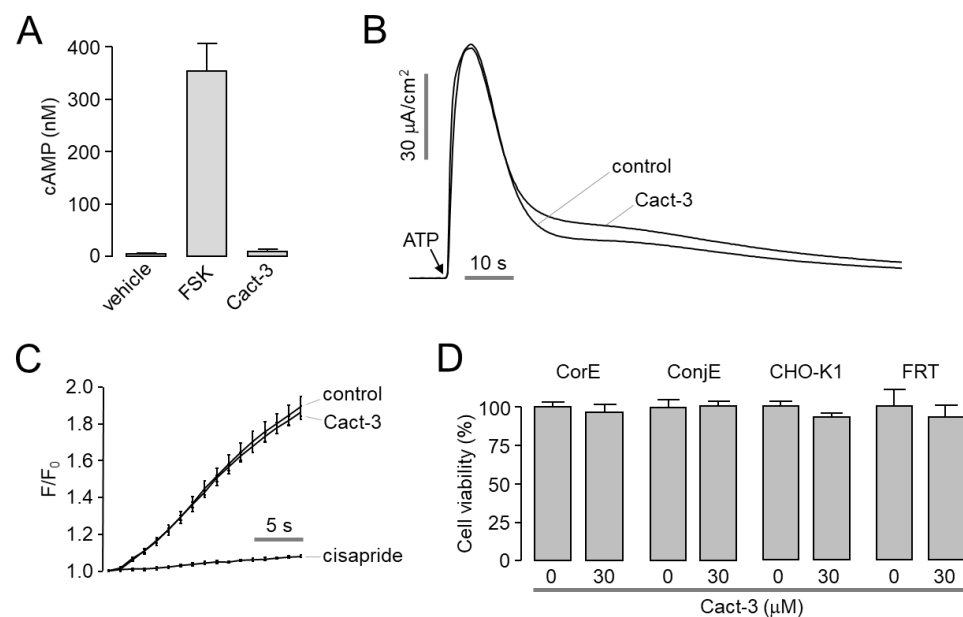 A
cAMP (nM)
400
300
200
100
0
vehicle
FSK
Cact-3
B
30 μA/cm²
control
Cact-3
ATP
10 s
C
F/F₀
2.0
1.8
1.6
1.4
1.2
1.0
control
Cact-3
5 s
cisapride
D
CorE ConjE CHO-K1 FRT
Cell viability (%)
100
75
50
25
0
0 30 0 30 0 30 0 30
Cact-3 (μM)